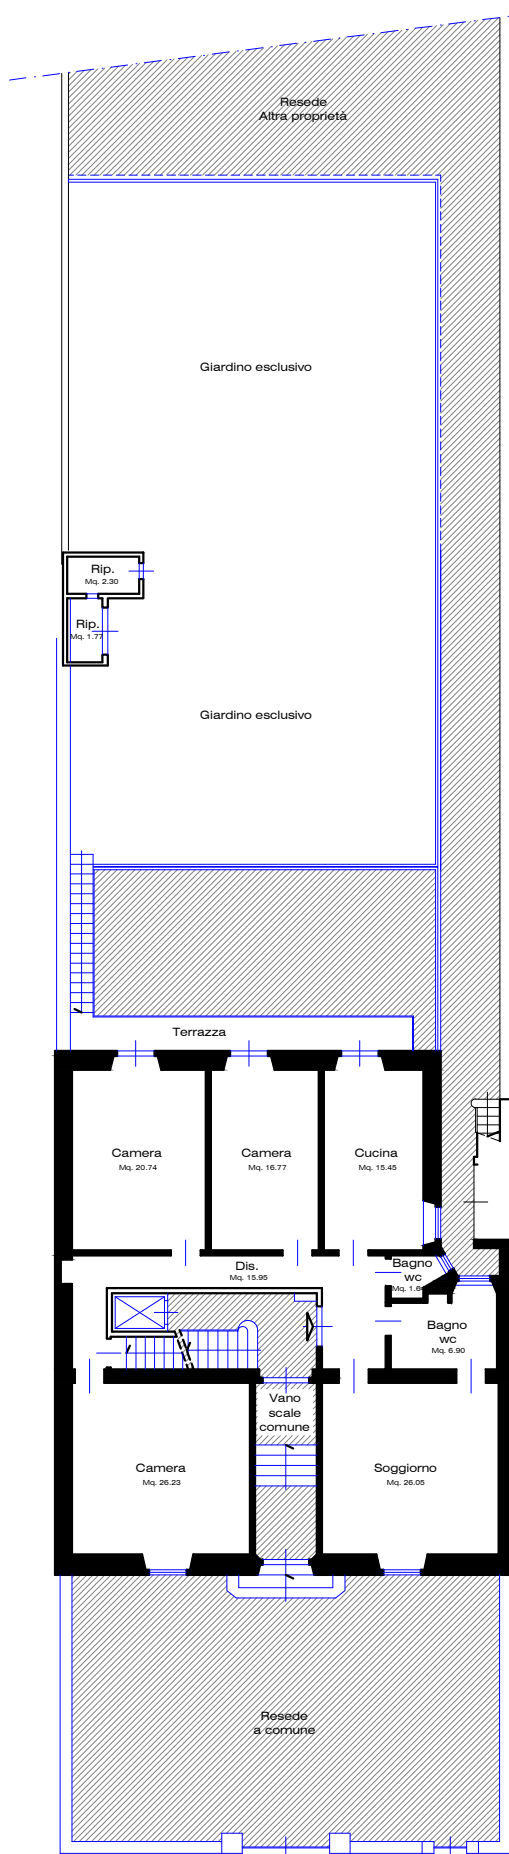 Resede
Altra proprietà
Giardino esclusivo
Rip.
Mq. 2.30
Rip.
Mq. 1.77
Giardino esclusivo
Terrazza
Camera
Mq. 20.74
Camera
Mq. 16.77
Cucina
Mq. 15.45
Dis.
Mq. 15.95
Bagno
wc
Bagno
wc
Mq. 6.90
Vano
scale
comune
Camera
Mq. 26.23
Soggiorno
Mq. 26.05
Resede
a comune